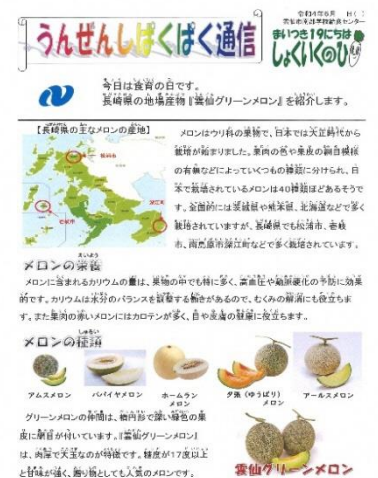 令和4年6月
雲仙市東部学校給食センター
うんぜんしぱくぱく通信
まいつき19にちは
しょくいくのひ
今日は食育の日です。
長崎県の地場産物『雲仙グリーンメロン』を紹介します。
【長崎県の主なメロンの産地】
松浦市
壱岐市
深江町
メロンはウリ科の果物で、日本では大正時代から
栽培が始まりました。果肉の色や果皮の網目模様
の有無などによっていくつもの種類に分けられ、日
本で栽培されているメロンは40種ほどあるそうで
す。全国的には茨城県や熊本県、北海道などで多く
栽培されていますが、長崎県でも松浦市、壱岐
市、南島原市深江町などで多く栽培されています。
メロンの栄養
メロンに含まれるカリウムの量は、果物の中でも特に多く、高血圧や動脈硬化の予防に効果
的です。カリウムは水分のバランスを調整する働きがあるので、むくみの解消にも役立ちま
す。また果肉の赤いメロンにはカロテンが多く、目や皮膚の健康に役立ちます。
メロンの種類
アムスメロン
パパイヤメロン
ホームラン
メロン
夕張(ゆうばり)
メロン
アールスメロン
グリーンメロンの仲間は、楕円形で深い緑色の果
皮に網目が付いています。『雲仙グリーンメロン』
は、肉厚で大玉なのが特徴です。糖度が17度以上
と甘味が強く、贈り物としても人気のメロンです。
雲仙グリーンメロン